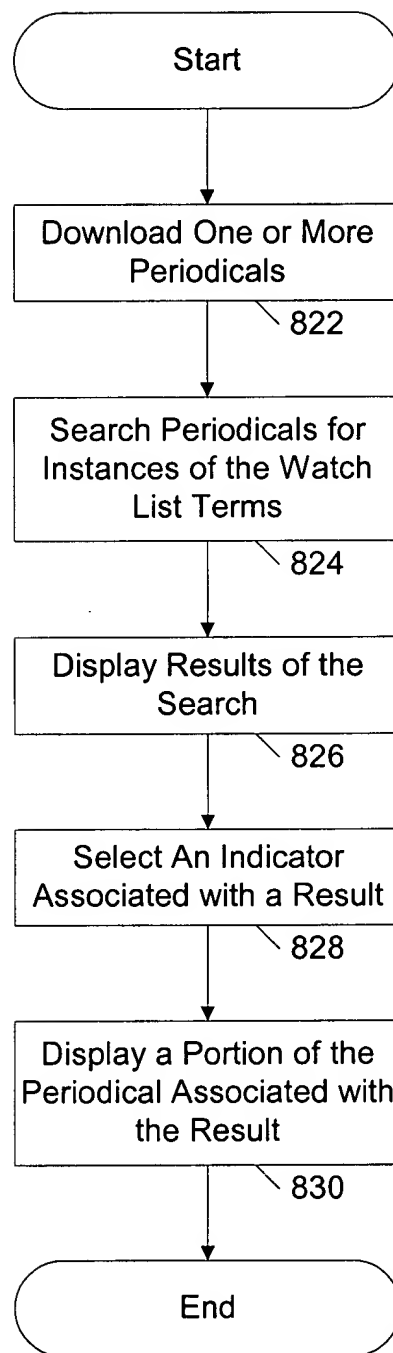 Start
Download One or More
Periodicals
822
Search Periodicals for
Instances of the Watch
List Terms
824
Display Results of the
Search
826
Select An Indicator
Associated with a Result
828
Display a Portion of the
Periodical Associated with
the Result
830
End